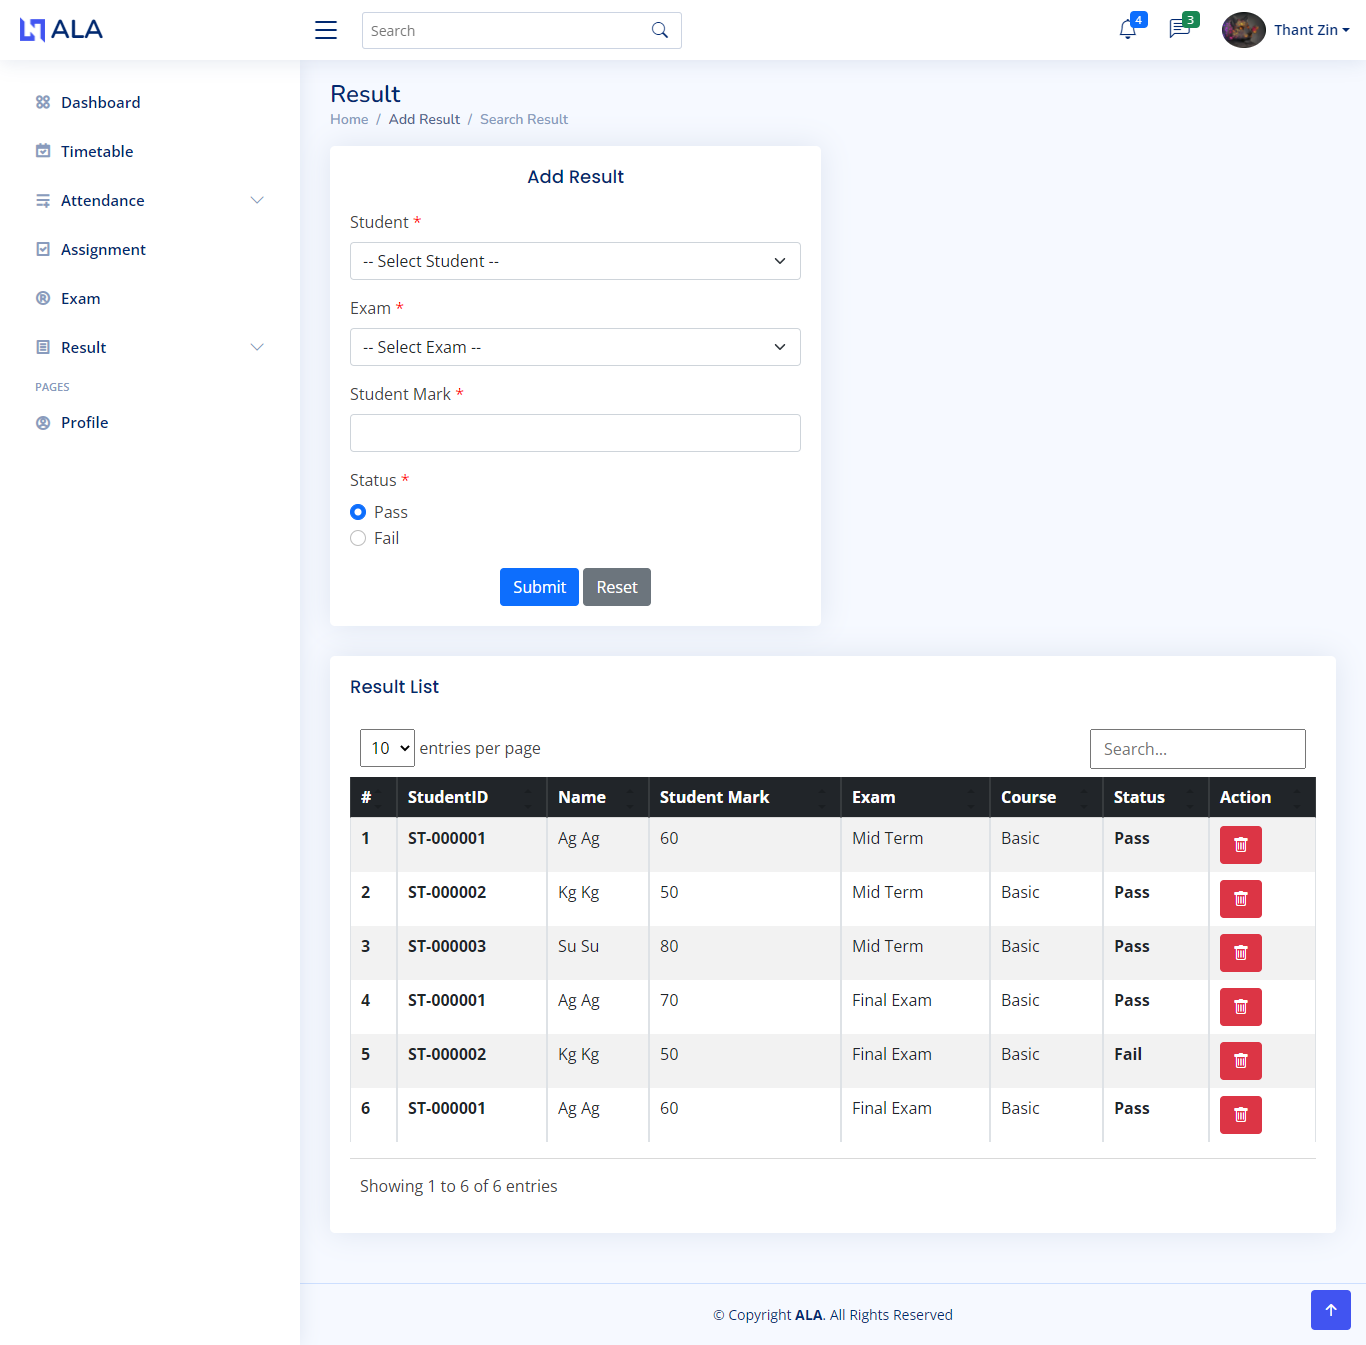 ALA
Search
4
3
Thant Zin
Dashboard
Timetable
Attendance
Assignment
Exam
Result
PAGES
Profile
Result
Home / Add Result / Search Result
Add Result
Student *
-- Select Student --
Exam *
-- Select Exam --
Student Mark *
Status *
Pass
Fail
Submit Reset
Result List
10 entries per page
Search...
# StudentID Name Student Mark Exam Course Status Action
1 ST-000001 Ag Ag 60 Mid Term Basic Pass
2 ST-000002 Kg Kg 50 Mid Term Basic Pass
3 ST-000003 Su Su 80 Mid Term Basic Pass
4 ST-000001 Ag Ag 70 Final Exam Basic Pass
5 ST-000002 Kg Kg 50 Final Exam Basic Fail
6 ST-000001 Ag Ag 60 Final Exam Basic Pass
Showing 1 to 6 of 6 entries
© Copyright ALA. All Rights Reserved